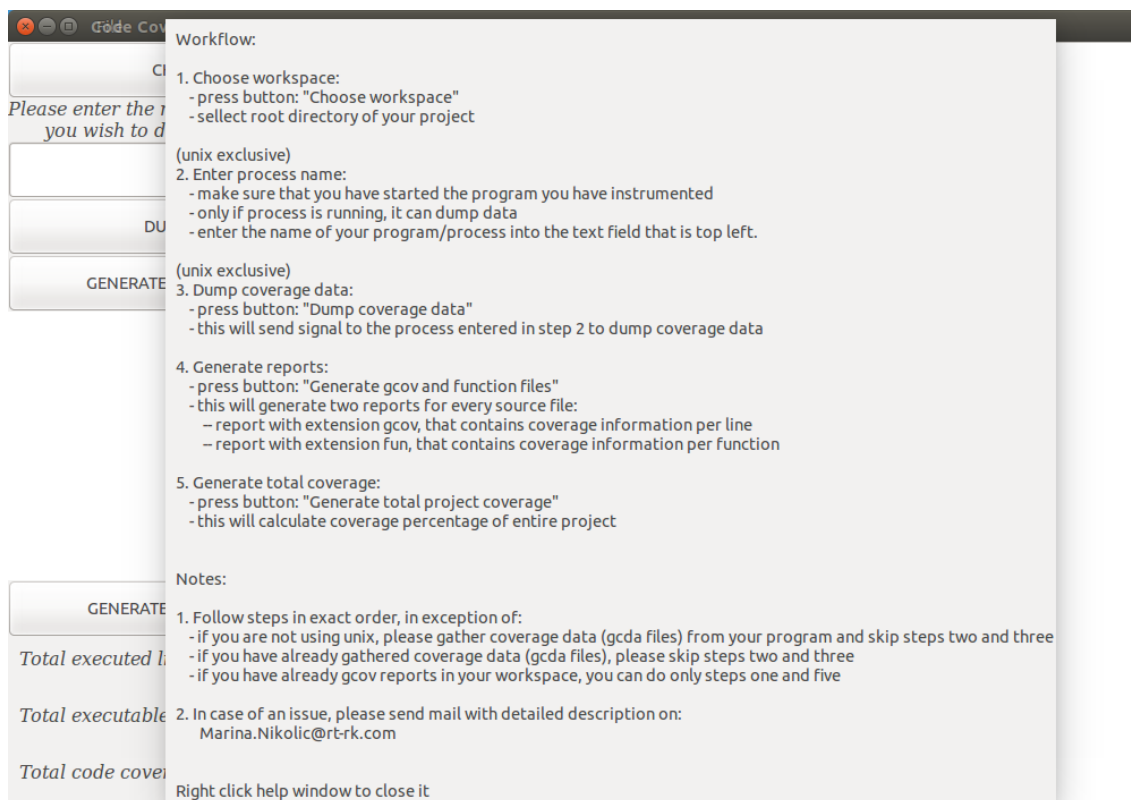 Workflow:
1. Choose workspace:
- press button: "Choose workspace"
- sellect root directory of your project
(unix exclusive)
2. Enter process name:
- make sure that you have started the program you have instrumented
- only if process is running, it can dump data
- enter the name of your program/process into the text field that is top left.
(unix exclusive)
3. Dump coverage data:
- press button: "Dump coverage data"
- this will send signal to the process entered in step 2 to dump coverage data
4. Generate reports:
- press button: "Generate gcov and function files"
- this will generate two reports for every source file:
-- report with extension gcov, that contains coverage information per line
-- report with extension fun, that contains coverage information per function
5. Generate total coverage:
- press button: "Generate total project coverage"
- this will calculate coverage percentage of entire project
Notes:
1. Follow steps in exact order, in exception of:
- if you are not using unix, please gather coverage data (gcda files) from your program and skip steps two and three
- if you have already gathered coverage data (gcda files), please skip steps two and three
- if you have already gcov reports in your workspace, you can do only steps one and five
2. In case of an issue, please send mail with detailed description on:
Marina.Nikolic@rt-rk.com
Right click help window to close it
Please enter the
you wish to d
DU
GENERATE
GENERATE
Total executed l
Total executable
Total code cove